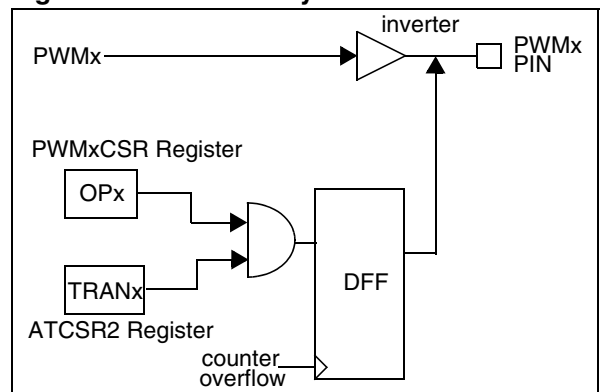 inverter
PWMx
PWMx
PIN
PWMxCSR Register
OPx
TRANx
DFF
ATCSR2 Register
counter
overflow